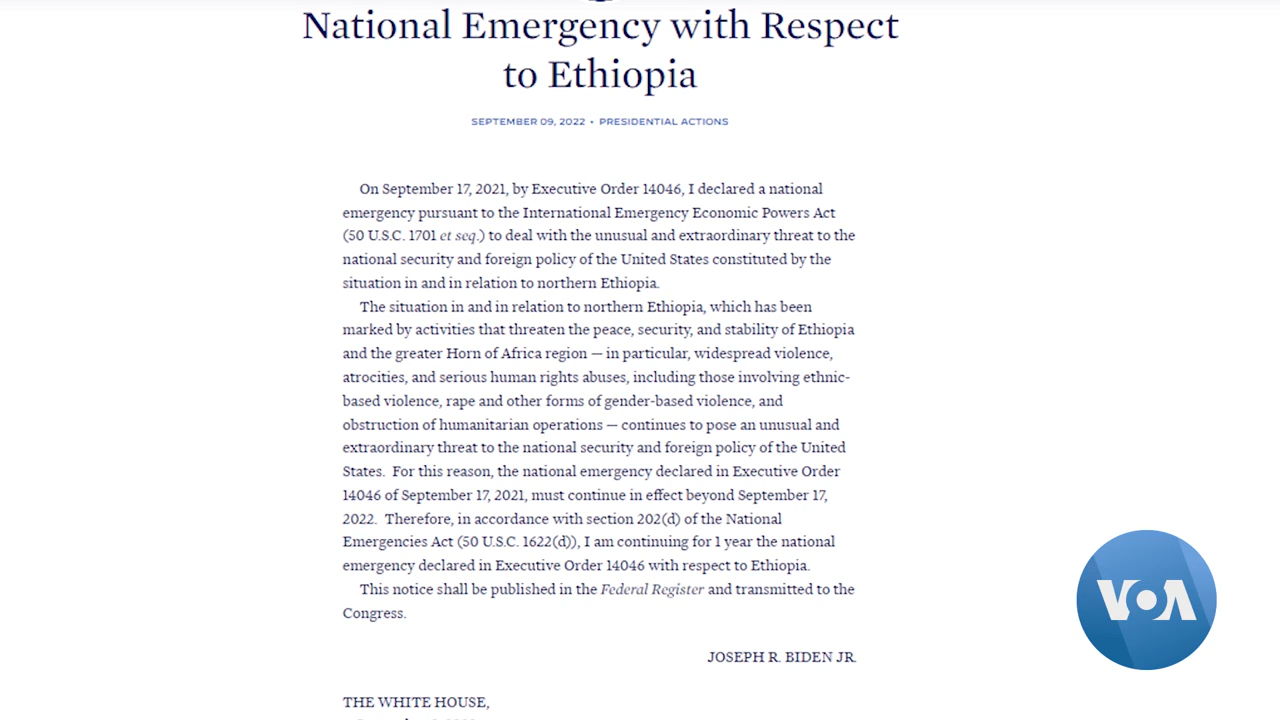 National Emergency with Respect
to Ethiopia
SEPTEMBER 09, 2022 • PRESIDENTIAL ACTIONS
On September 17, 2021, by Executive Order 14046, I declared a national
emergency pursuant to the International Emergency Economic Powers Act
(50 U.S.C. 1701 et seq.) to deal with the unusual and extraordinary threat to the
national security and foreign policy of the United States constituted by the
situation in and in relation to northern Ethiopia.
The situation in and in relation to northern Ethiopia, which has been
marked by activities that threaten the peace, security, and stability of Ethiopia
and the greater Horn of Africa region — in particular, widespread violence,
atrocities, and serious human rights abuses, including those involving ethnic-
based violence, rape and other forms of gender-based violence, and
obstruction of humanitarian operations — continues to pose an unusual and
extraordinary threat to the national security and foreign policy of the United
States.  For this reason, the national emergency declared in Executive Order
14046 of September 17, 2021, must continue in effect beyond September 17,
2022.  Therefore, in accordance with section 202(d) of the National
Emergencies Act (50 U.S.C. 1622(d)), I am continuing for 1 year the national
emergency declared in Executive Order 14046 with respect to Ethiopia.
This notice shall be published in the Federal Register and transmitted to the
Congress.
JOSEPH R. BIDEN JR.
THE WHITE HOUSE,
VOA